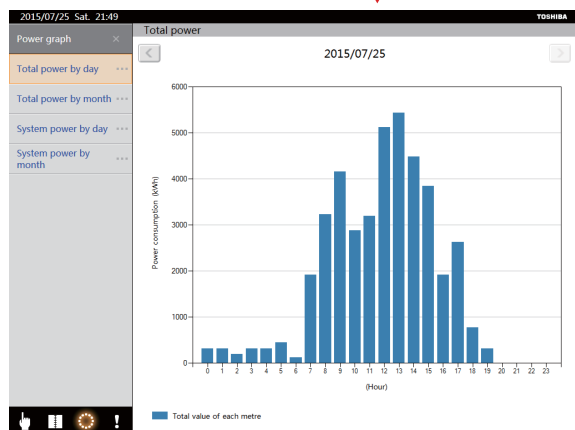 2015/07/25 Sat. 21:49
TOSHIBA
Power graph ×
Total power by day ...
Total power by month ...
System power by day ...
System power by
month ...
Total power
2015/07/25
6000
5000
4000
3000
2000
1000
0
Power consumption (kWh)
0 1 2 3 4 5 6 7 8 9 10 11 12 13 14 15 16 17 18 19 20 21 22 23
(Hour)
Total value of each metre